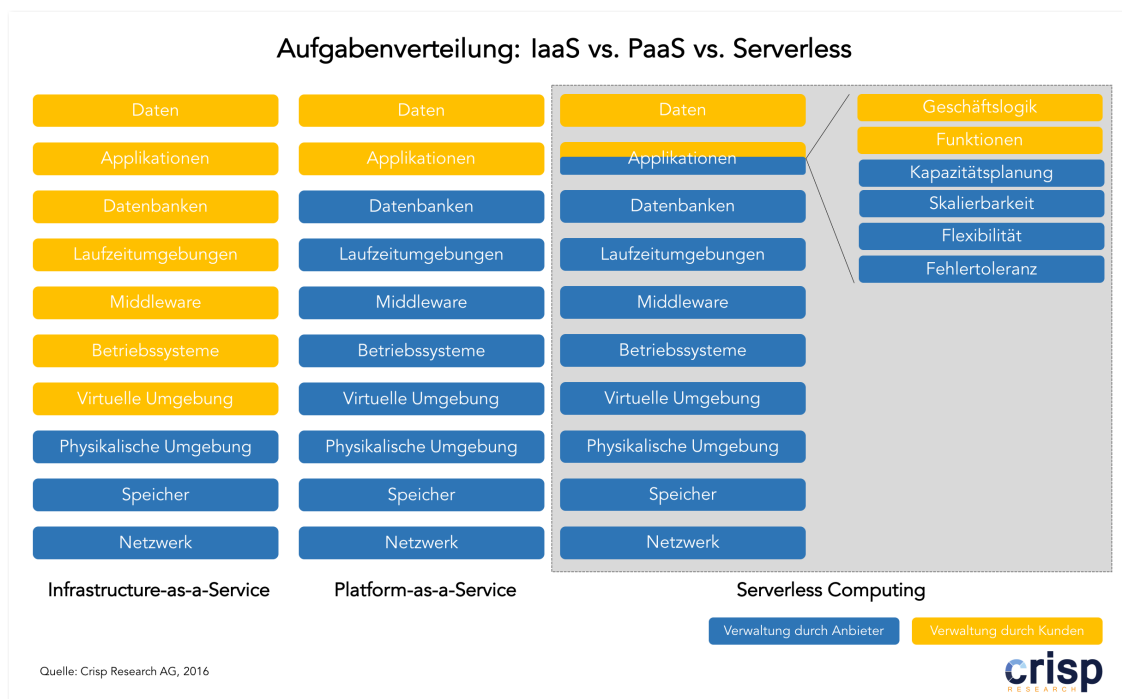 Aufgabenverteilung: IaaS vs. PaaS vs. Serverless
Daten
Applikationen
Datenbanken
Laufzeitumgebungen
Middleware
Betriebssysteme
Virtuelle Umgebung
Physikalische Umgebung
Speicher
Netzwerk
Infrastructure-as-a-Service
Daten
Applikationen
Datenbanken
Laufzeitumgebungen
Middleware
Betriebssysteme
Virtuelle Umgebung
Physikalische Umgebung
Speicher
Netzwerk
Platform-as-a-Service
Daten
Applikationen
Datenbanken
Laufzeitumgebungen
Middleware
Betriebssysteme
Virtuelle Umgebung
Physikalische Umgebung
Speicher
Netzwerk
Geschäftslogik
Funktionen
Kapazitätsplanung
Skalierbarkeit
Flexibilität
Fehlertoleranz
Serverless Computing
Verwaltung durch Anbieter
Verwaltung durch Kunden
Quelle: Crisp Research AG, 2016
crisp
RESEARCH